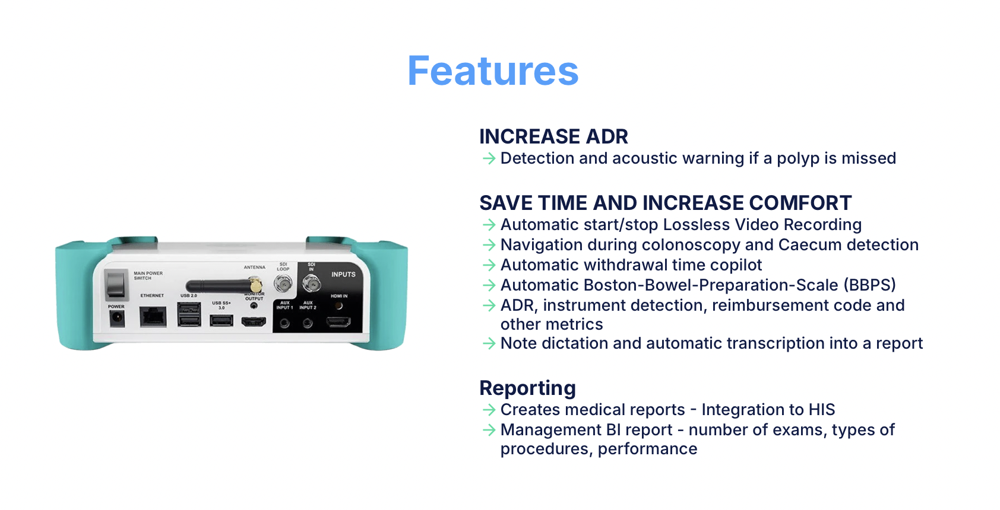 Features
INCREASE ADR
→ Detection and acoustic warning if a polyp is missed
SAVE TIME AND INCREASE COMFORT
→ Automatic start/stop Lossless Video Recording
→ Navigation during colonoscopy and Caecum detection
→ Automatic withdrawal time copilot
→ Automatic Boston-Bowel-Preparation-Scale (BBPS)
→ ADR, instrument detection, reimbursement code and
other metrics
→ Note dictation and automatic transcription into a report
Reporting
→ Creates medical reports - Integration to HIS
→ Management BI report - number of exams, types of
procedures, performance
MAIN POWER
SWITCH
POWER
ETHERNET
USB 2.0
USB SS+
3.0
ANTENNA
MONITOR
OUTPUT
SDI
LOOP
SDI
IN
INPUTS
AUX
INPUT 1
AUX
INPUT 2
HDMI IN